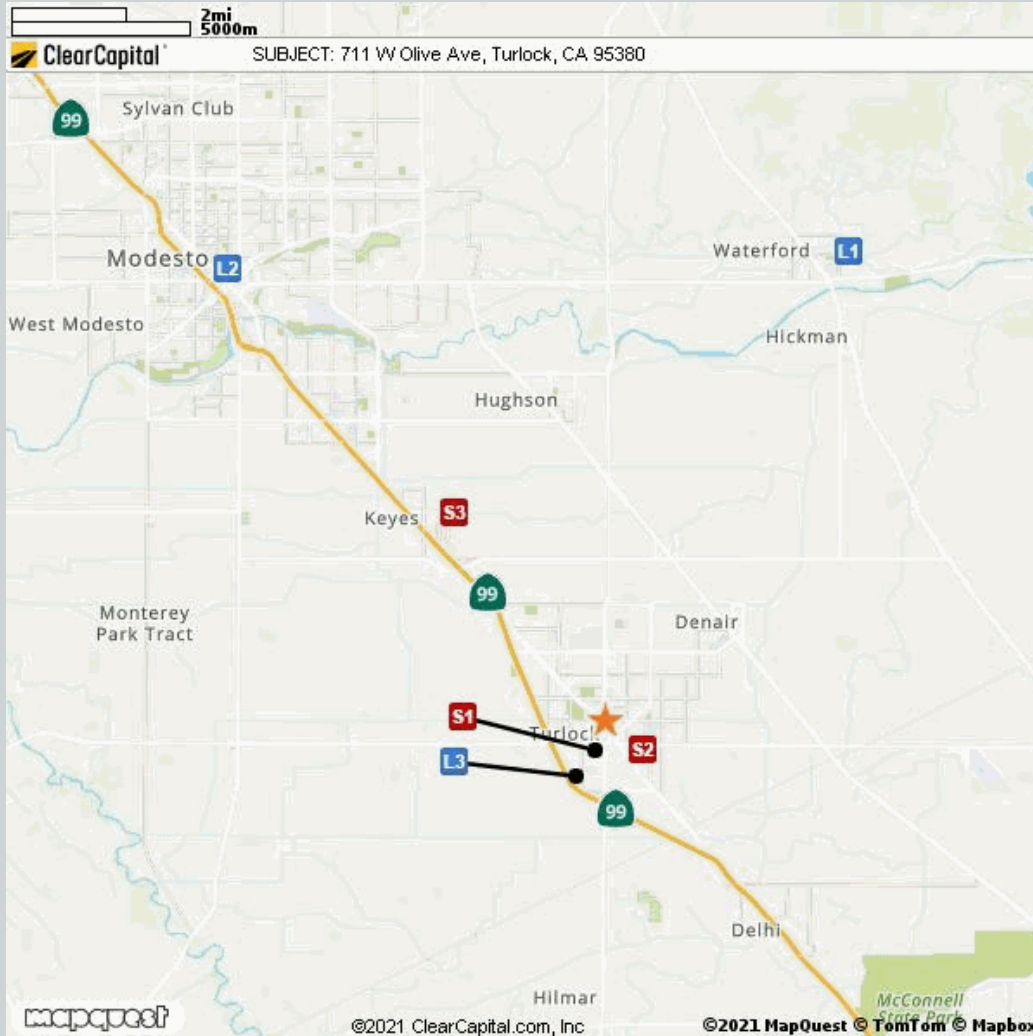 2mi
5000m
ClearCapital
SUBJECT: 711 W Olive Ave, Turlock, CA 95380
Sylvan Club
99
Modesto
L2
Waterford
L1
West Modesto
Hickman
Hughson
Keyes
S3
99
Monterey
Park Tract
Denair
S1
Turlock
S2
L3
99
Delhi
Hilmar
McConnell
State Park
mapquest
©2021 ClearCapital.com, Inc
©2021 MapQuest © TomTom © Mapbo